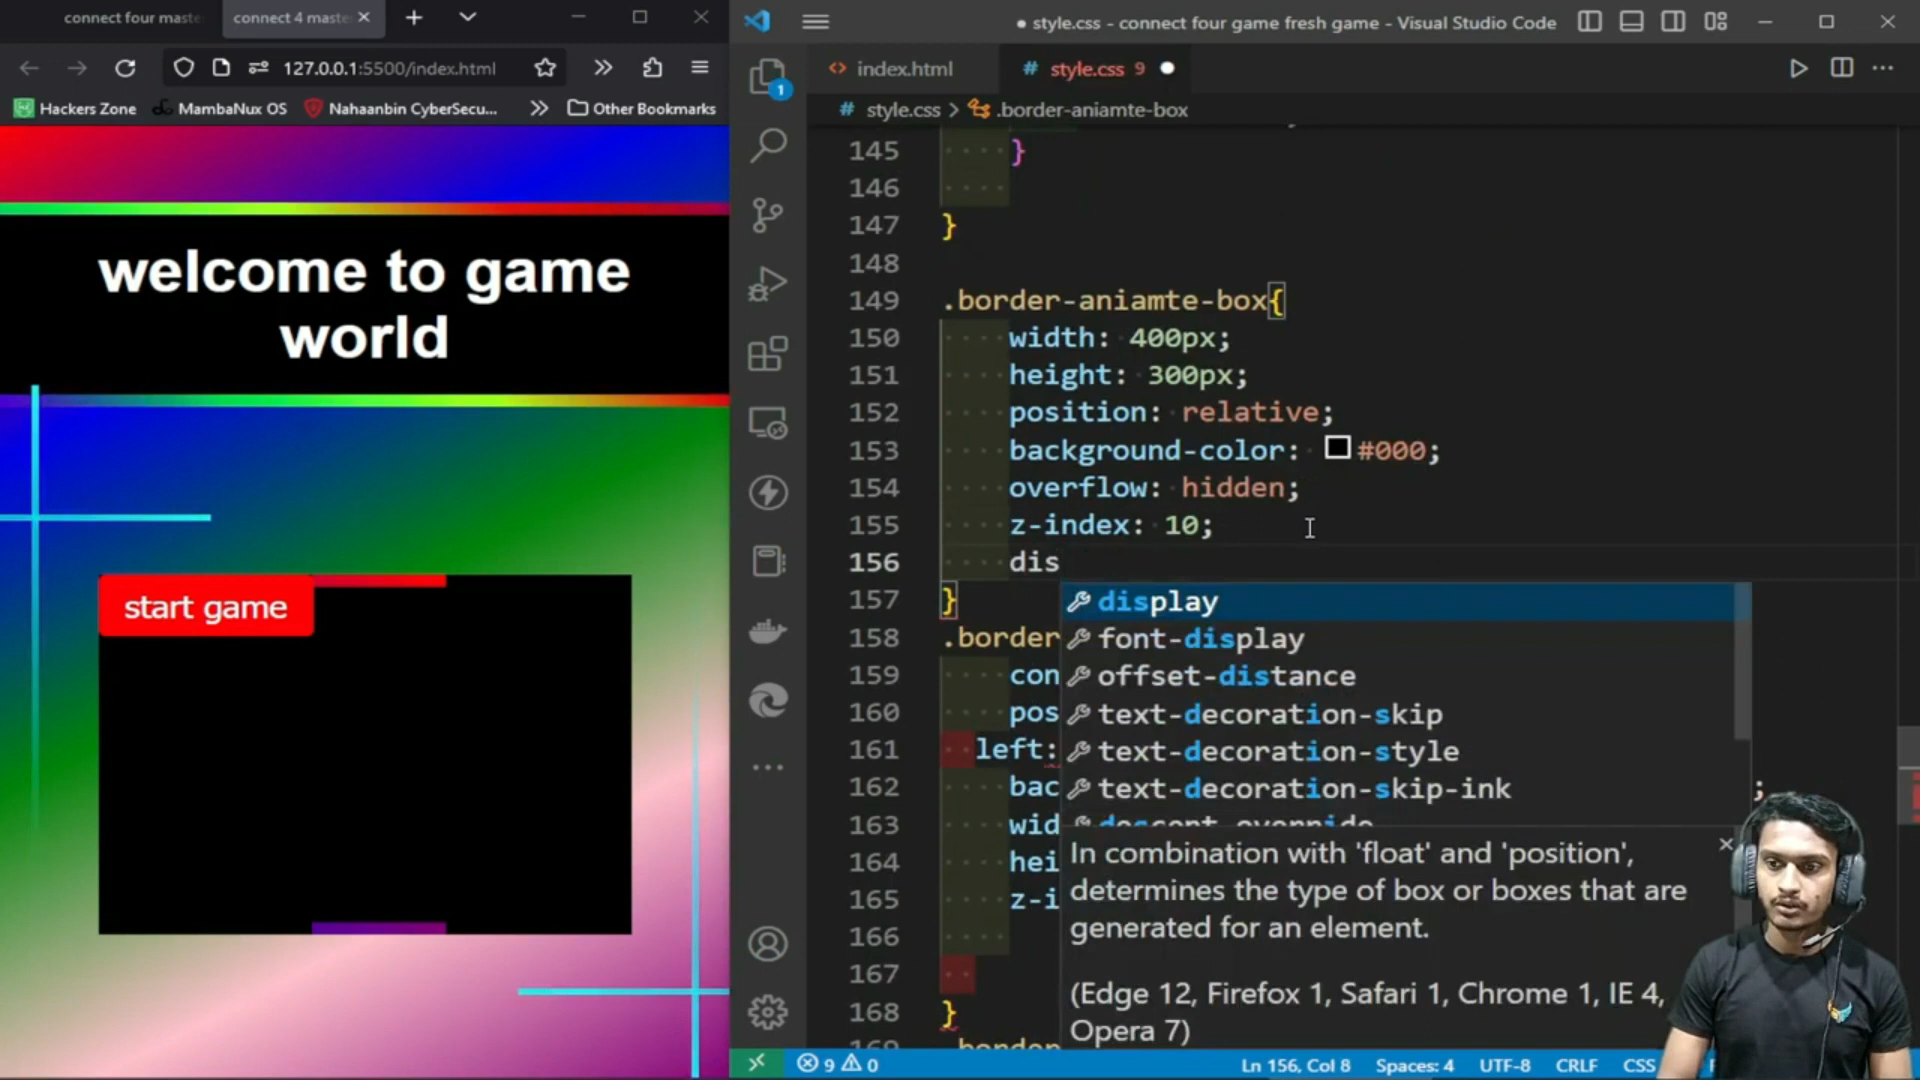 connect four maste
connect 4 maste
style.css - connect four game fresh game - Visual Studio Code
127.0.0.1:5500/index.html
Hackers Zone
MambaNux OS
Nahaanbin CyberSecu...
Other Bookmarks
index.html
# style.css 9
# style.css > .border-aniamte-box
welcome to game
world
start game
1
145 }
146
147 }
148
149 .border-aniamte-box{
150 width: 400px;
151 height: 300px;
152 position: relative;
153 background-color: #000;
154 overflow: hidden;
155 z-index: 10;
156 dis
157 }
158 .border
159 con
160 pos
161 left:
162 bac ;
163 wid
164 hei
165 z-i
166
167
168 }
display
font-display
offset-distance
text-decoration-skip
text-decoration-style
text-decoration-skip-ink
In combination with 'float' and 'position',
determines the type of box or boxes that are
generated for an element.
(Edge 12, Firefox 1, Safari 1, Chrome 1, IE 4,
Opera 7)
9 0
Ln 156, Col 8
Spaces: 4
UTF-8
CRLF
CSS